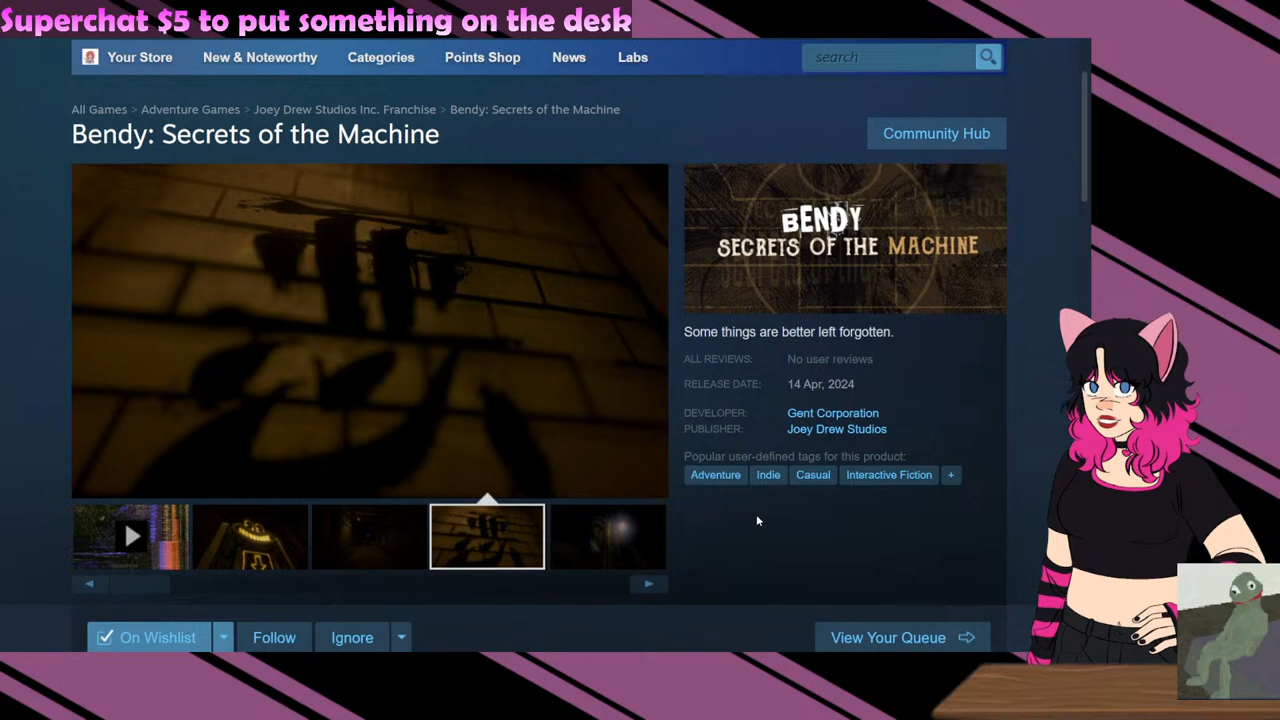 Superchat $5 to put something on the desk
Your Store New & Noteworthy Categories Points Shop News Labs search
All Games > Adventure Games > Joey Drew Studios Inc. Franchise > Bendy: Secrets of the Machine
Bendy: Secrets of the Machine
Community Hub
BENDY
SECRETS OF THE MACHINE
Some things are better left forgotten.
ALL REVIEWS: No user reviews
RELEASE DATE: 14 Apr, 2024
DEVELOPER: Gent Corporation
PUBLISHER: Joey Drew Studios
Popular user-defined tags for this product:
Adventure Indie Casual Interactive Fiction +
On Wishlist Follow Ignore View Your Queue